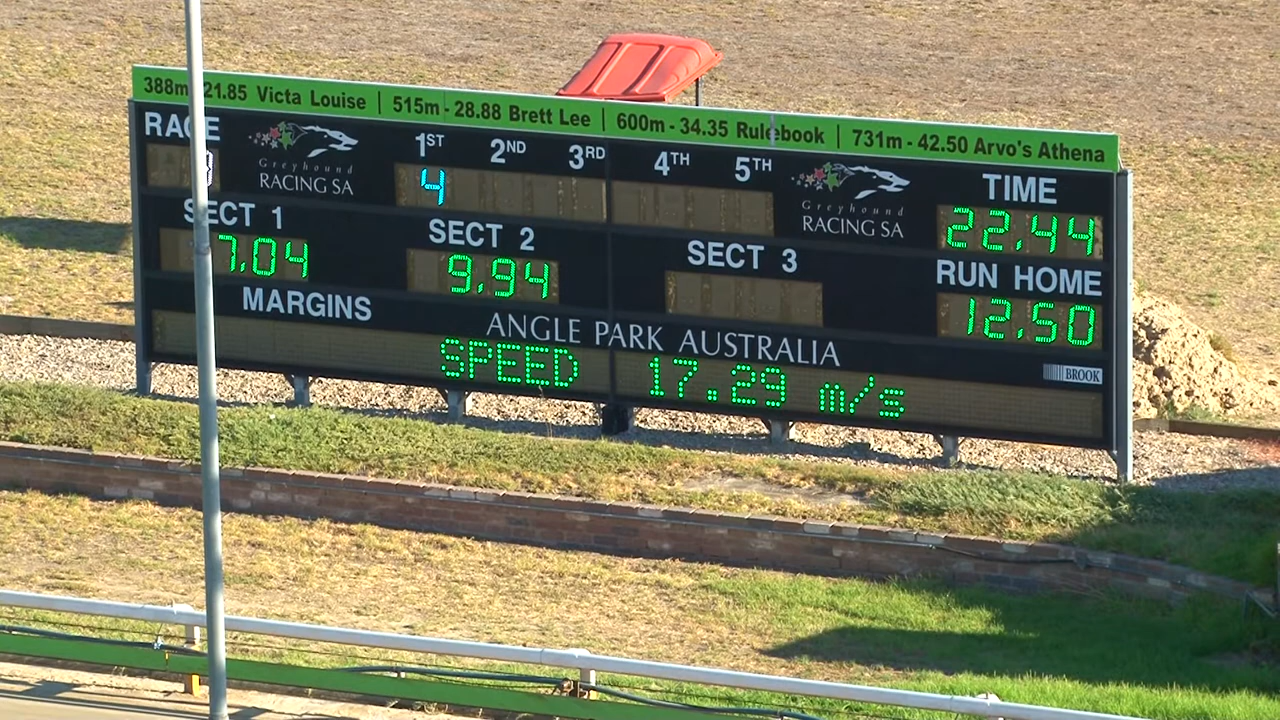 388m 21.85 Victa Louise | 515m - 28.88 Brett Lee | 600m - 34.35 Rulebook | 731m - 42.50 Arvo's Athena
RACE
Greyhound
RACING SA
1ST 2ND 3RD 4TH 5TH
4
Greyhound
RACING SA
TIME
22.44
SECT 1
7.04
SECT 2
9.94
SECT 3
RUN HOME
12.50
MARGINS
ANGLE PARK AUSTRALIA
SPEED 17.29 m/s
BROOK